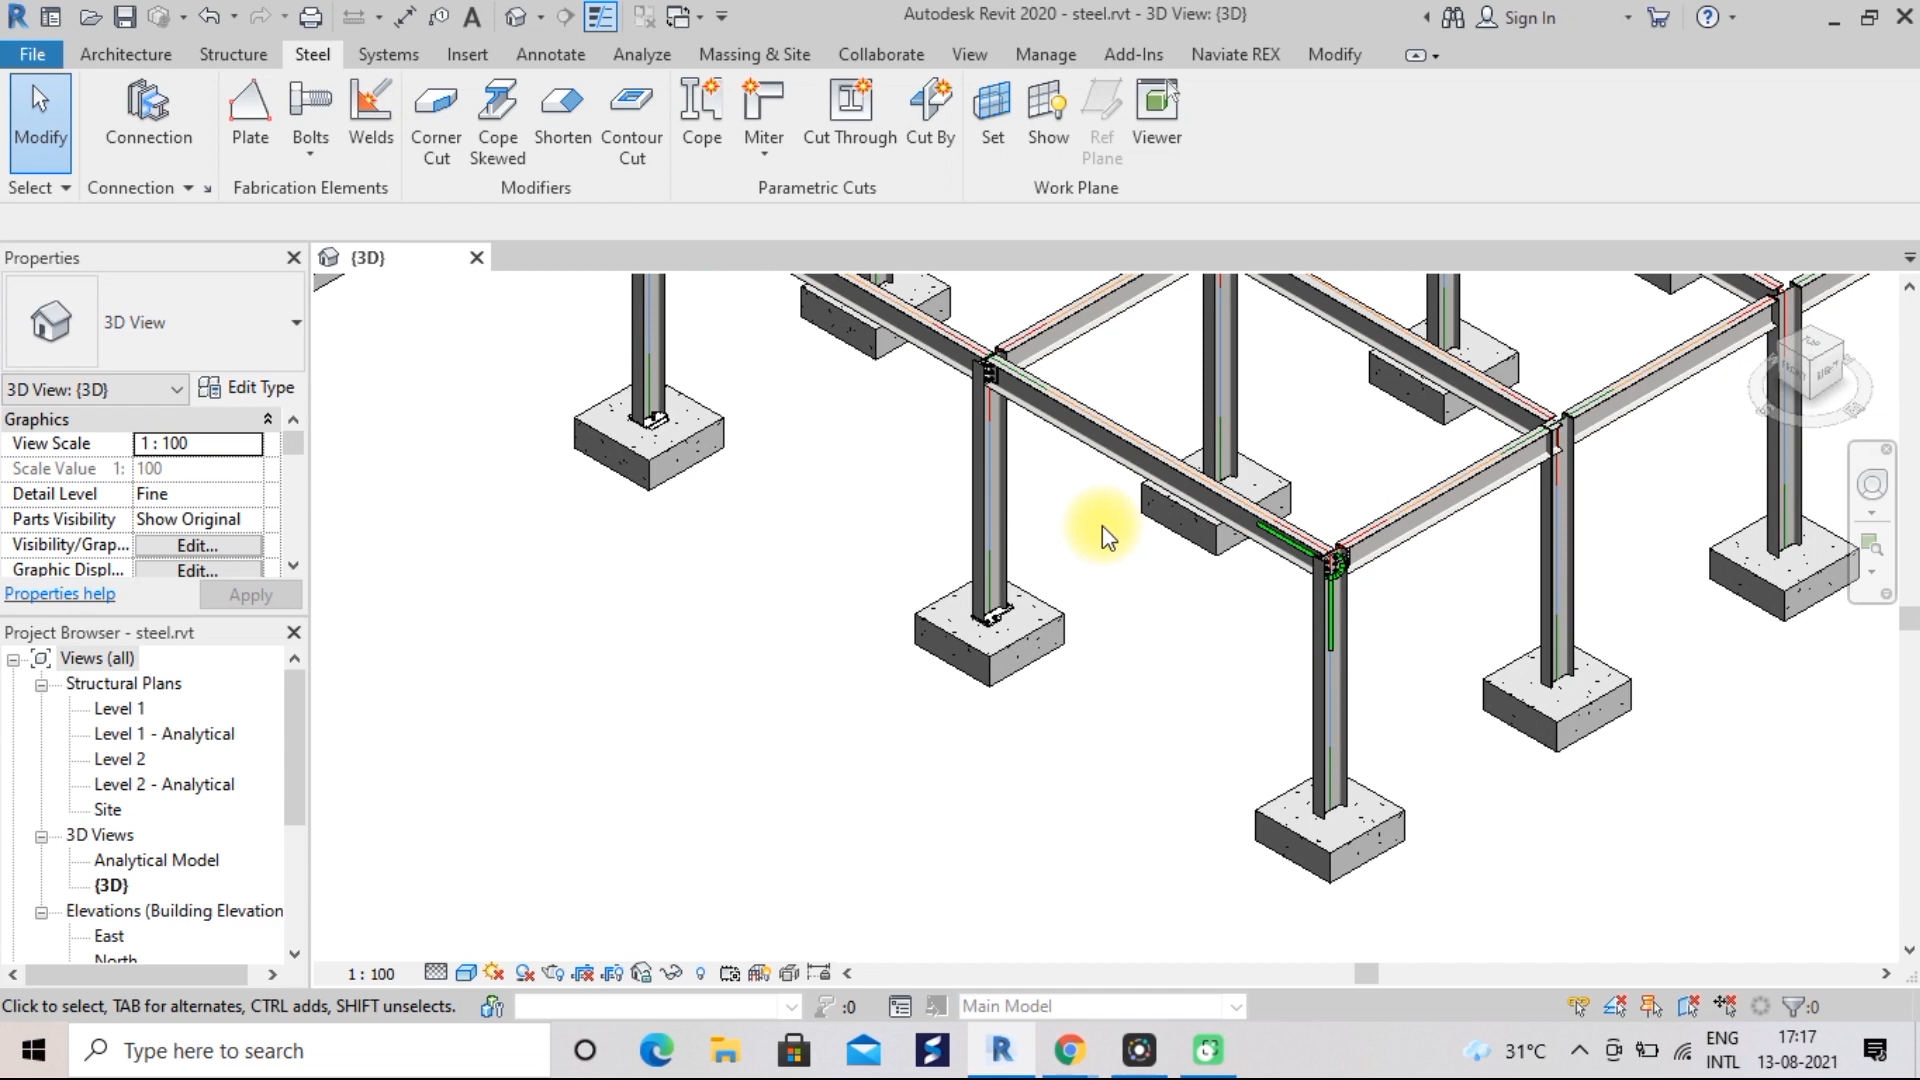 Autodesk Revit 2020 - steel.rvt - 3D View: {3D}
Sign In
File Architecture Structure Steel Systems Insert Annotate Analyze Massing & Site Collaborate View Manage Add-Ins Naviate REX Modify
Modify Connection Plate Bolts Welds Corner Cut Cope Skewed Shorten Contour Cut Cope Miter Cut Through Cut By Set Show Ref Plane Viewer
Select Connection Fabrication Elements Modifiers Parametric Cuts Work Plane
Properties
{3D}
3D View
3D View: {3D} Edit Type
Graphics
View Scale 1 : 100
Scale Value 1: 100
Detail Level Fine
Parts Visibility Show Original
Visibility/Grap... Edit...
Graphic Displ... Edit...
Properties help Apply
Project Browser - steel.rvt
Views (all)
Structural Plans
Level 1
Level 1 - Analytical
Level 2
Level 2 - Analytical
Site
3D Views
Analytical Model
{3D}
Elevations (Building Elevation
East
North
1 : 100
Click to select, TAB for alternates, CTRL adds, SHIFT unselects.
:0
Main Model
:0
Type here to search
31°C
ENG
INTL
17:17
13-08-2021